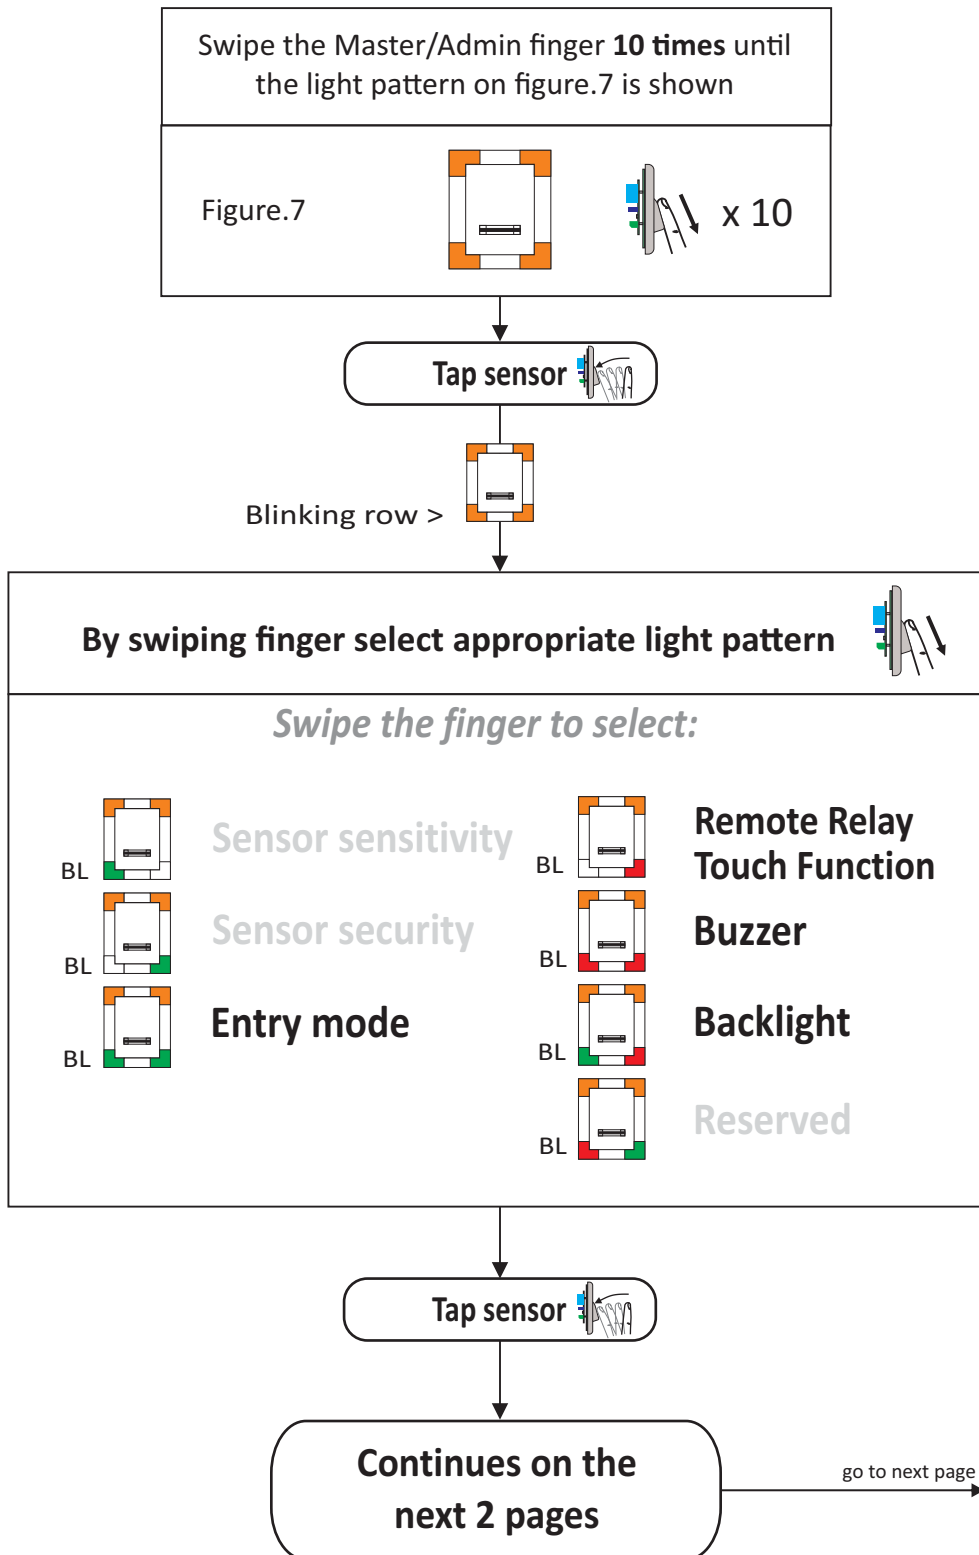 Swipe the Master/Admin finger 10 times until
the light pattern on figure.7 is shown
Figure.7
x 10
Tap sensor
Blinking row >
By swiping finger select appropriate light pattern
Swipe the finger to select:
BL
Sensor sensitivity
BL
Sensor security
BL
Entry mode
BL
Remote Relay
Touch Function
BL
Buzzer
BL
Backlight
BL
Reserved
Tap sensor
Continues on the
next 2 pages
go to next page